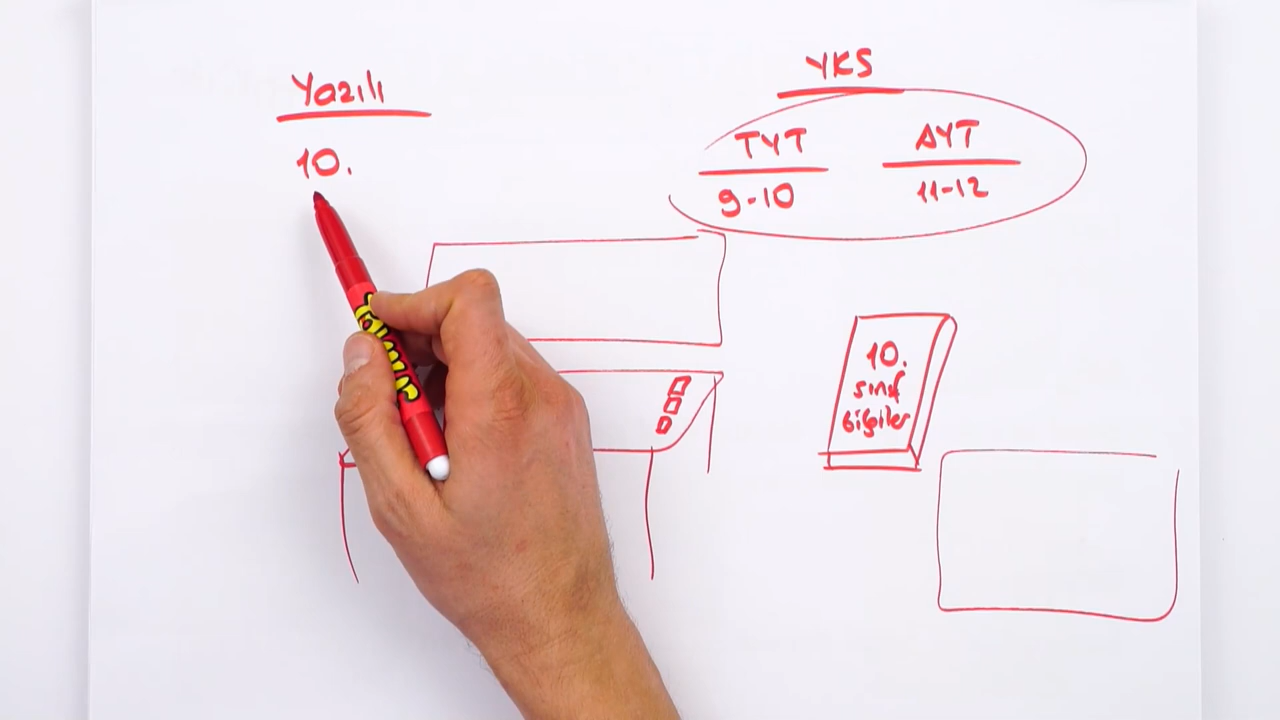 Yazılı
10.
YKS
TYT
AYT
9-10
11-12
10.
sınıf
bilgiler